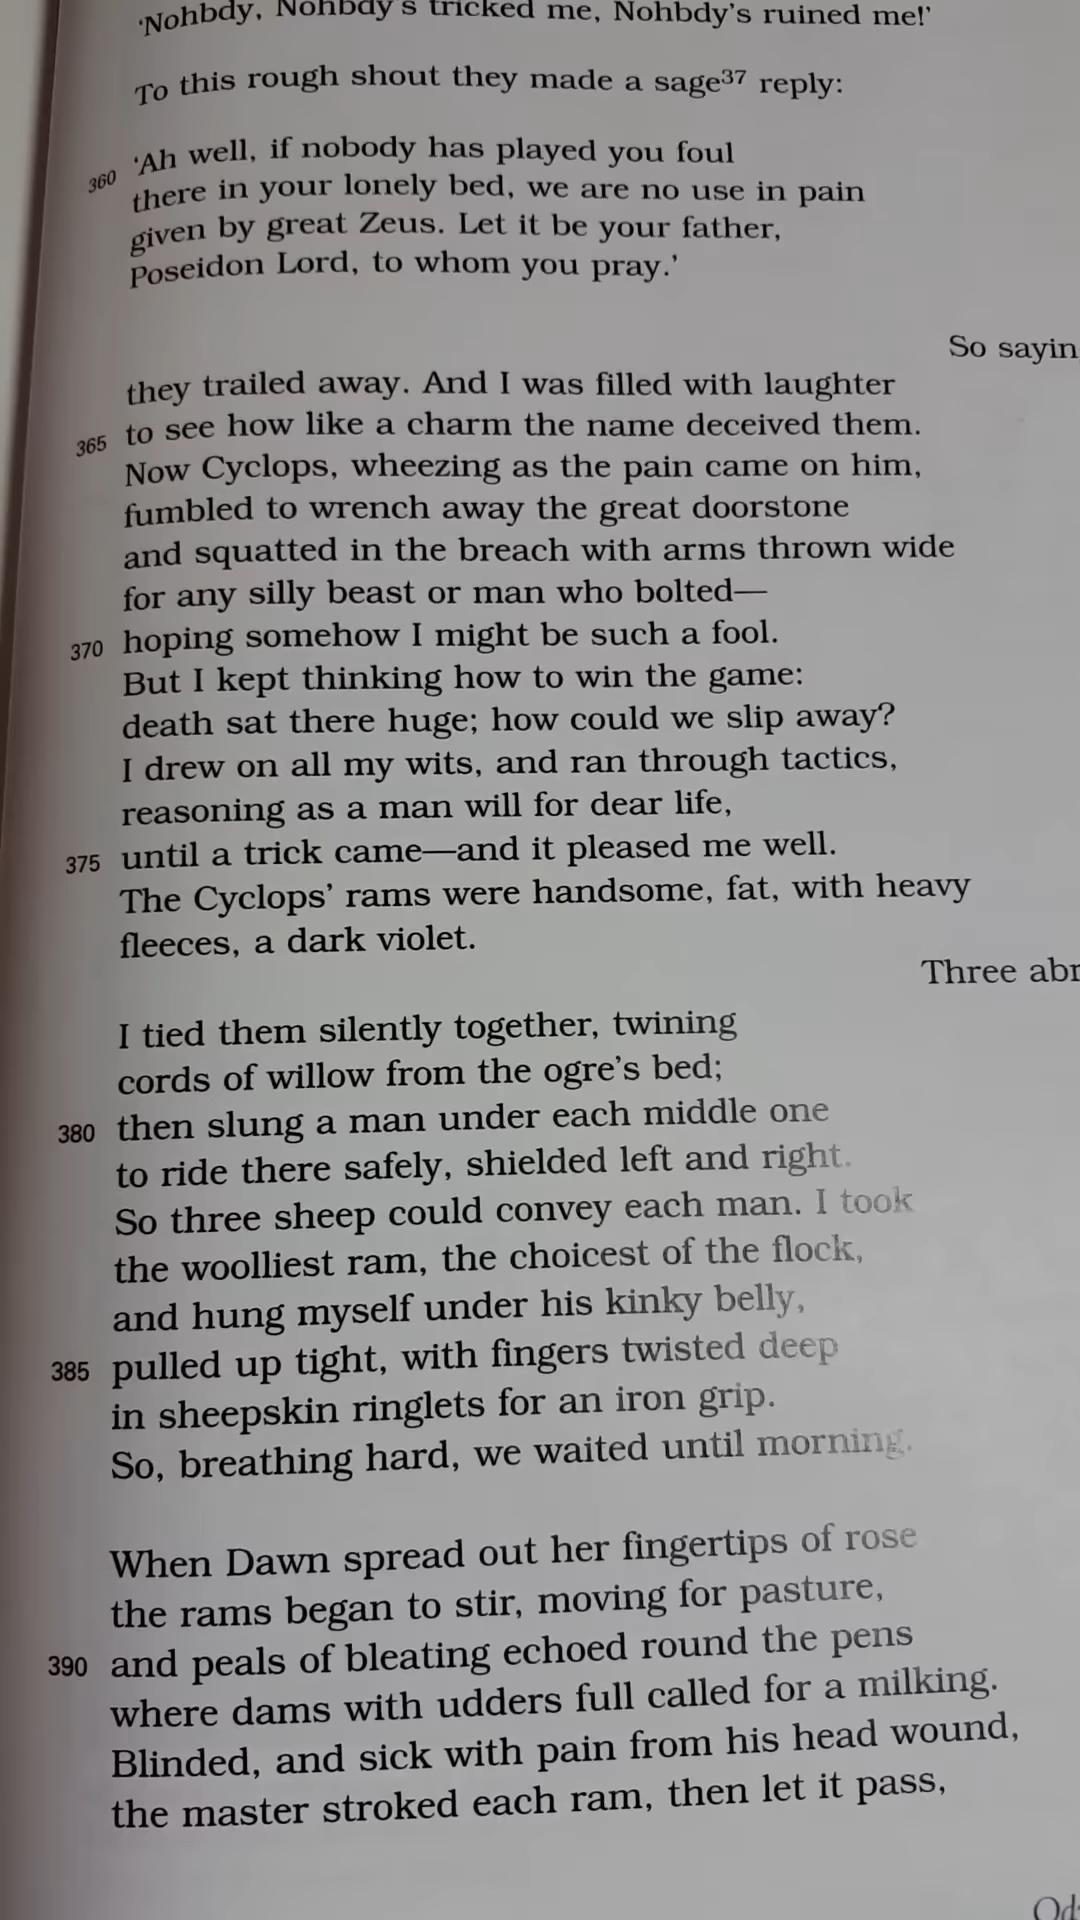 'Nohbdy, Nohbdy's tricked me, Nohbdy's ruined me!'
To this rough shout they made a sage37 reply:
'Ah well, if nobody has played you foul
360 there in your lonely bed, we are no use in pain
given by great Zeus. Let it be your father,
Poseidon Lord, to whom you pray.'
So sayin
they trailed away. And I was filled with laughter
365 to see how like a charm the name deceived them.
Now Cyclops, wheezing as the pain came on him,
fumbled to wrench away the great doorstone
and squatted in the breach with arms thrown wide
for any silly beast or man who bolted—
370 hoping somehow I might be such a fool.
But I kept thinking how to win the game:
death sat there huge; how could we slip away?
I drew on all my wits, and ran through tactics,
reasoning as a man will for dear life,
375 until a trick came—and it pleased me well.
The Cyclops' rams were handsome, fat, with heavy
fleeces, a dark violet.
Three abr
I tied them silently together, twining
cords of willow from the ogre's bed;
380 then slung a man under each middle one
to ride there safely, shielded left and right.
So three sheep could convey each man. I took
the woolliest ram, the choicest of the flock,
and hung myself under his kinky belly,
385 pulled up tight, with fingers twisted deep
in sheepskin ringlets for an iron grip.
So, breathing hard, we waited until morning.
When Dawn spread out her fingertips of rose
the rams began to stir, moving for pasture,
390 and peals of bleating echoed round the pens
where dams with udders full called for a milking.
Blinded, and sick with pain from his head wound,
the master stroked each ram, then let it pass,